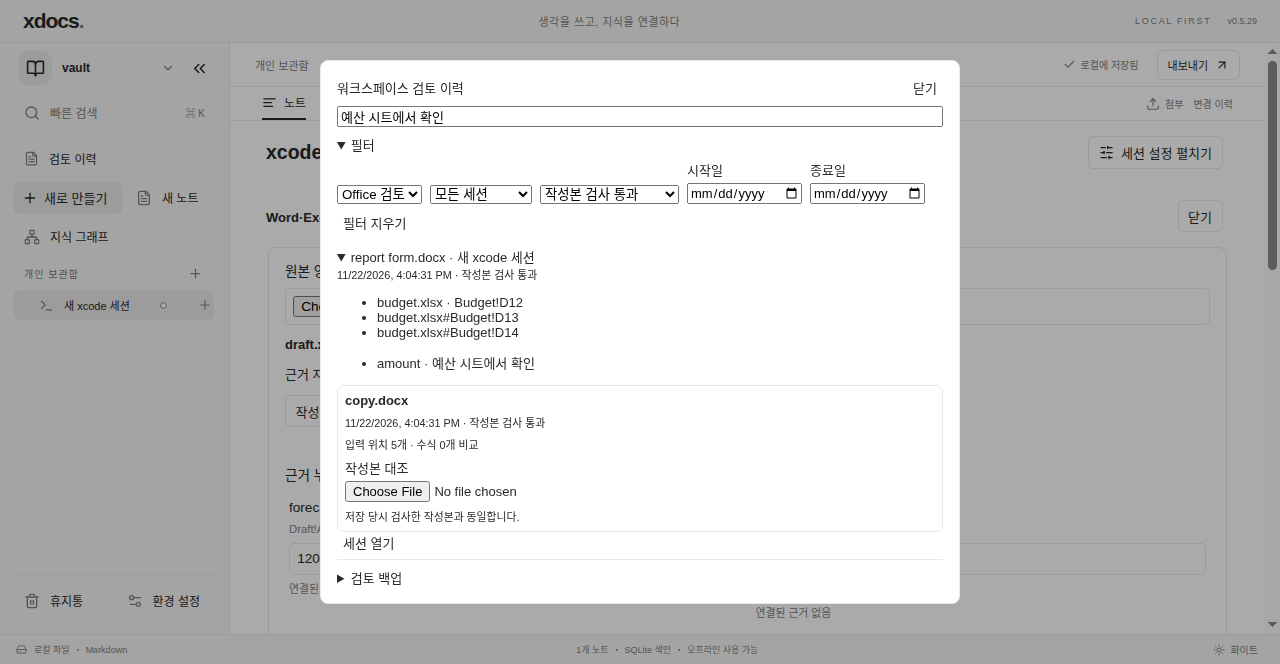 xdocs.
생각을 쓰고, 지식을 연결하다
LOCAL FIRST v0.5.29
vault
빠른 검색 ⌘K
검토 이력
새로 만들기 새 노트
지식 그래프
개인 보관함
새 xcode 세션
휴지통 환경 설정
개인 보관함
로컬에 저장됨 내보내기
노트
첨부 변경 이력
xcode
세션 설정 펼치기
Word·Ex
닫기
원본 양
Cho
draft.x
근거 자
작성
근거 누
forec
Draft!A
120
연결된
연결된 근거 없음
워크스페이스 검토 이력 닫기
예산 시트에서 확인
▼ 필터
시작일 종료일
Office 검토 모든 세션 작성본 검사 통과 mm/dd/yyyy mm/dd/yyyy
필터 지우기
▼ report form.docx · 새 xcode 세션
11/22/2026, 4:04:31 PM · 작성본 검사 통과
• budget.xlsx · Budget!D12
• budget.xlsx#Budget!D13
• budget.xlsx#Budget!D14
• amount · 예산 시트에서 확인
copy.docx
11/22/2026, 4:04:31 PM · 작성본 검사 통과
입력 위치 5개 · 수식 0개 비교
작성본 대조
Choose File No file chosen
저장 당시 검사한 작성본과 동일합니다.
세션 열기
▶ 검토 백업
로컬 파일 • Markdown
1개 노트 • SQLite 색인 • 오프라인 사용 가능
화이트